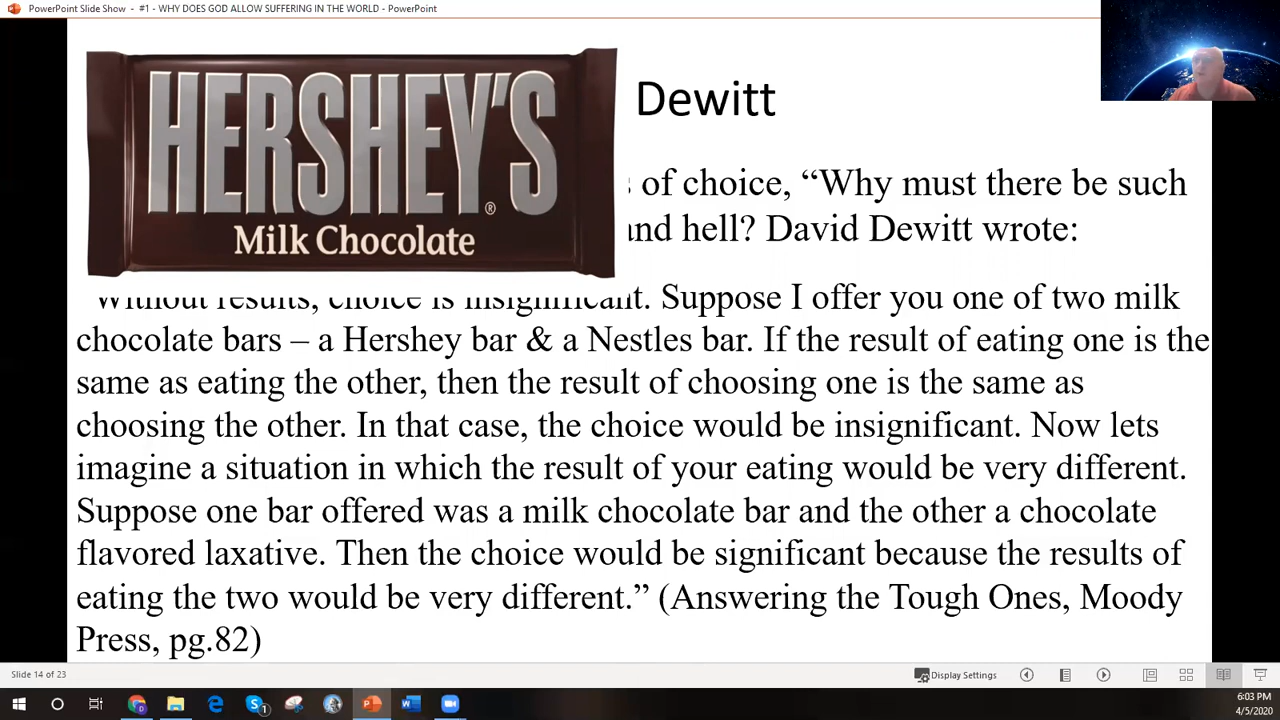 PowerPoint Slide Show - #1 - WHY DOES GOD ALLOW SUFFERING IN THE WORLD - PowerPoint
HERSHEY'S
®
Milk Chocolate
Dewitt
of choice, “Why must there be such
and hell? David Dewitt wrote:
Without results, choice is insignificant. Suppose I offer you one of two milk
chocolate bars – a Hershey bar & a Nestles bar. If the result of eating one is the
same as eating the other, then the result of choosing one is the same as
choosing the other. In that case, the choice would be insignificant. Now lets
imagine a situation in which the result of your eating would be very different.
Suppose one bar offered was a milk chocolate bar and the other a chocolate
flavored laxative. Then the choice would be significant because the results of
eating the two would be very different.” (Answering the Tough Ones, Moody
Press, pg.82)
Slide 14 of 23
Display Settings
6:03 PM
4/5/2020